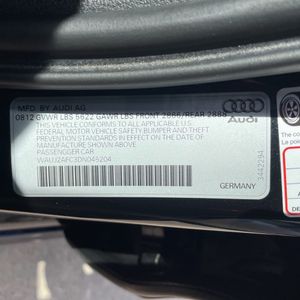 MFD. BY AUDI AG
0812 GVWR LBS 5622 GAWR LBS FRONT 2866/REAR 2888
THIS VEHICLE CONFORMS TO ALL APPLICABLE U.S.
FEDERAL MOTOR VEHICLE SAFETY, BUMPER AND THEFT
PREVENTION STANDARDS IN EFFECT ON THE DATE
OF MANUFACTURE SHOWN ABOVE.
PASSENGER CAR
WAUJ2AFC3DN045204
GERMANY
Audi
3442294
La po